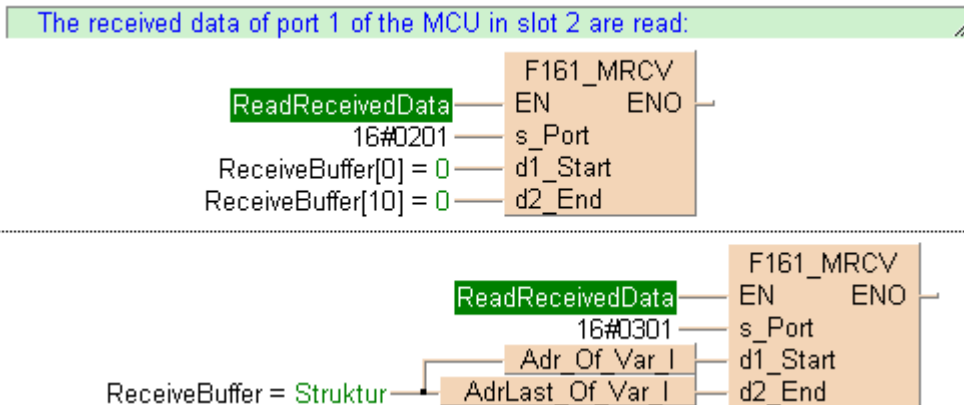 The received data of port 1 of the MCU in slot 2 are read:
F161_MRCV
ReadReceivedData EN ENO
16#0201 s_Port
ReceiveBuffer[0] = 0 d1_Start
ReceiveBuffer[10] = 0 d2_End
F161_MRCV
ReadReceivedData EN ENO
16#0301 s_Port
Adr_Of_Var_I d1_Start
ReceiveBuffer = Struktur AdrLast_Of_Var_I d2_End